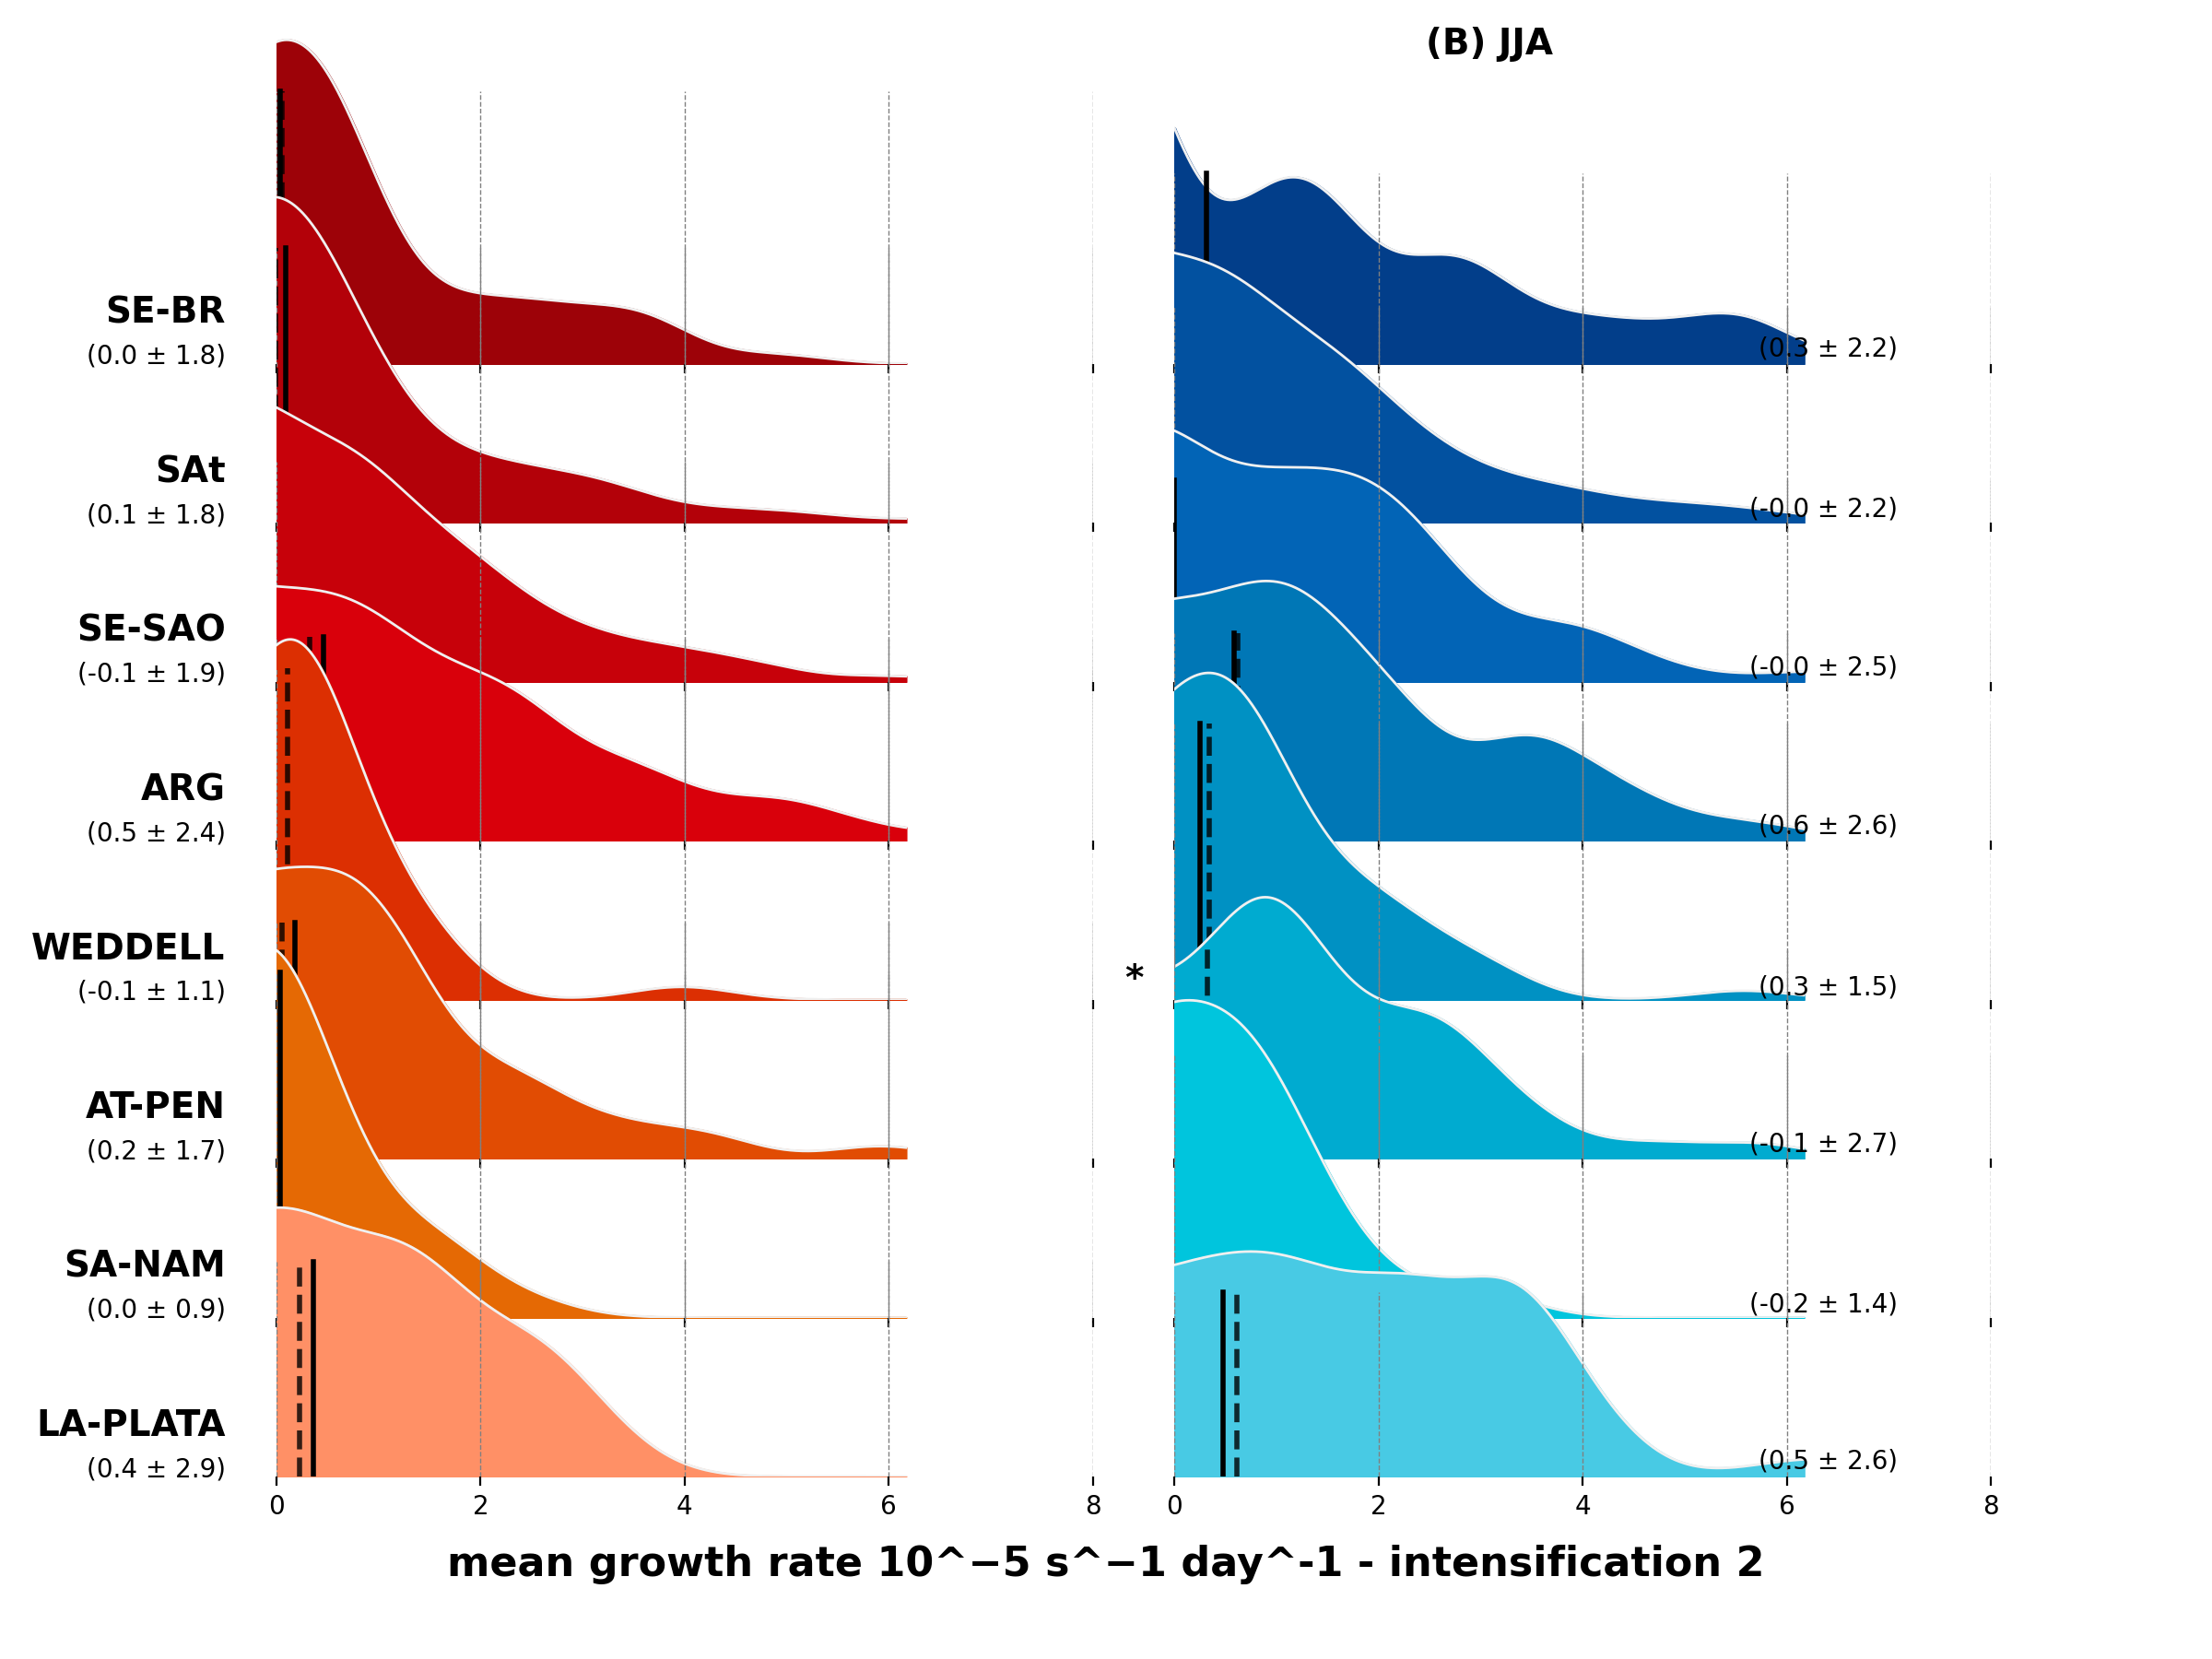 (B) JJA
SE-BR
(0.0 ± 1.8)
(0.3 ± 2.2)
SAt
(0.1 ± 1.8)
(-0.0 ± 2.2)
SE-SAO
(-0.1 ± 1.9)
(-0.0 ± 2.5)
ARG
(0.5 ± 2.4)
(0.6 ± 2.6)
WEDDELL
(-0.1 ± 1.1)
*
(0.3 ± 1.5)
AT-PEN
(0.2 ± 1.7)
(-0.1 ± 2.7)
SA-NAM
(0.0 ± 0.9)
(-0.2 ± 1.4)
LA-PLATA
(0.4 ± 2.9)
(0.5 ± 2.6)
0 2 4 6 8 0 2 4 6 8
mean growth rate 10^−5 s^−1 day^-1 - intensification 2